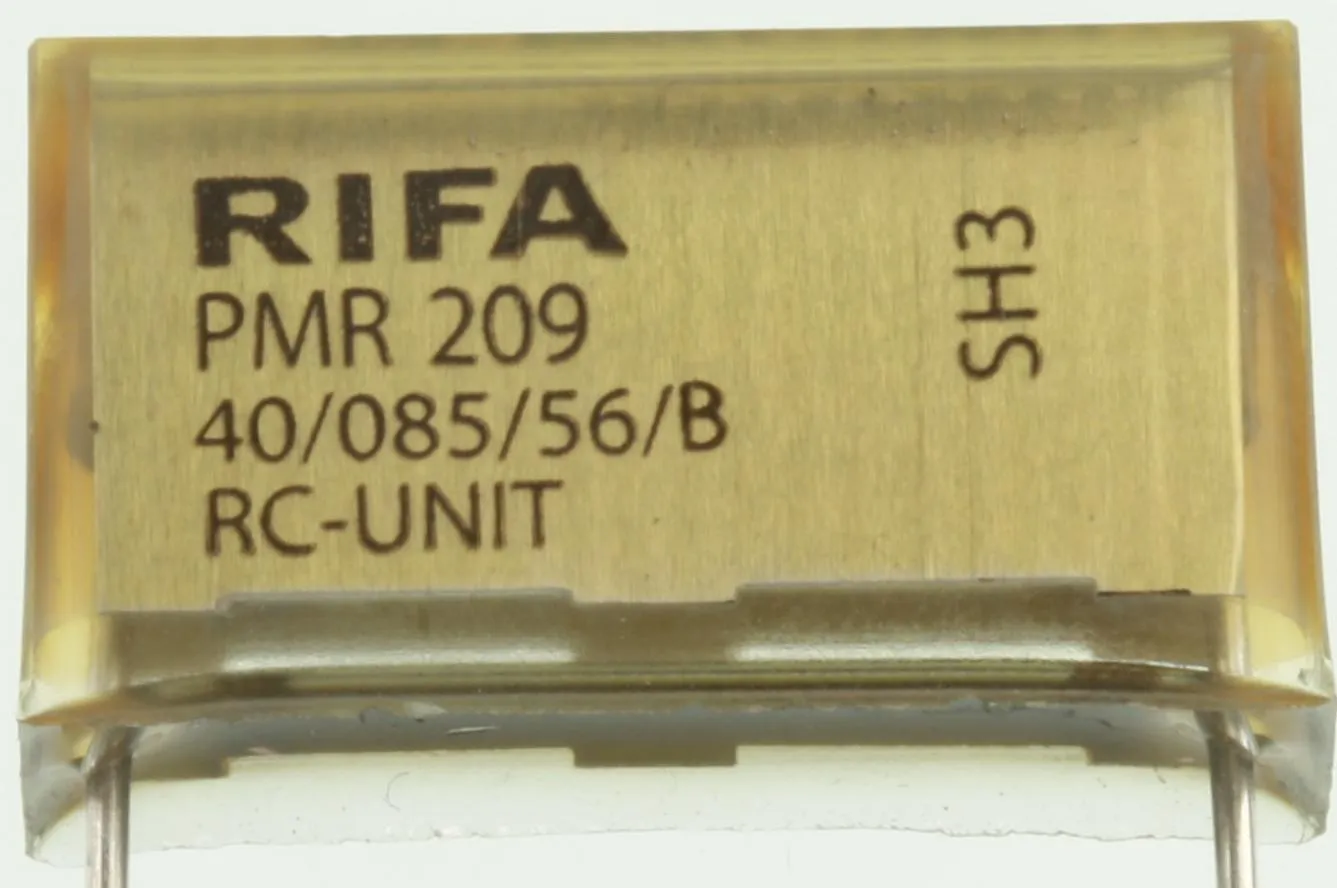 RIFA
PMR 209
40/085/56/B
RC-UNIT
SH3